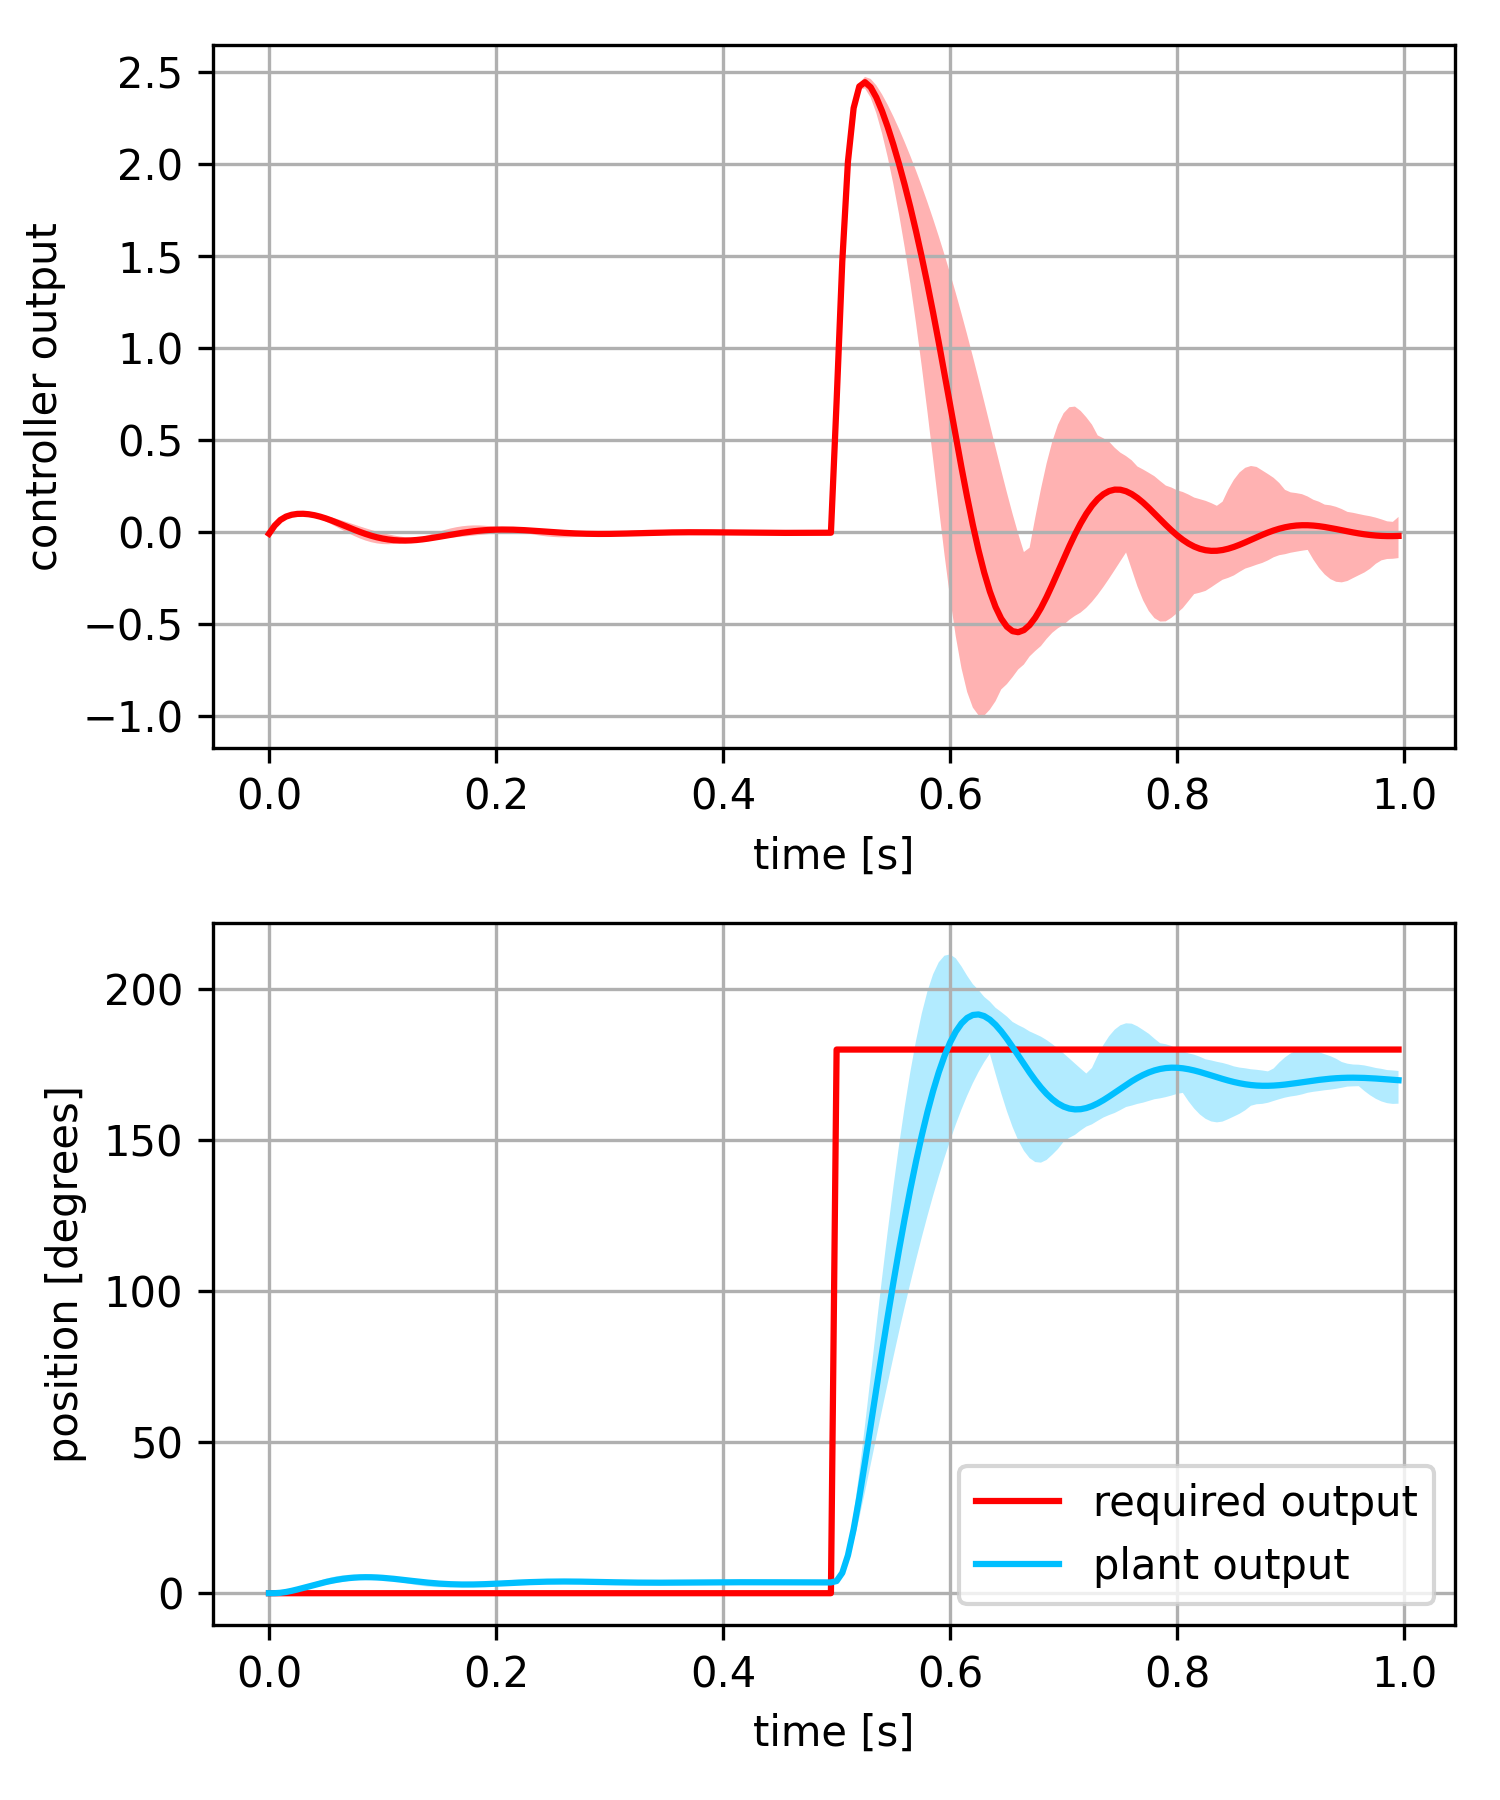 controller output
2.5
2.0
1.5
1.0
0.5
0.0
−0.5
−1.0
0.0 0.2 0.4 0.6 0.8 1.0
time [s]
position [degrees]
200
150
100
50
0
required output
plant output
0.0 0.2 0.4 0.6 0.8 1.0
time [s]